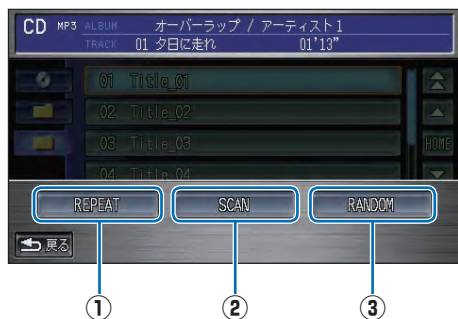 CD MP3 ALBUM オーバーラップ / アーティスト1
TRACK 01 夕日に走れ 01'13"
01 Title_01
02 Title_02
03 Title_03
HOME
04 Title_04
REPEAT SCAN RANDOM
戻る
① ② ③